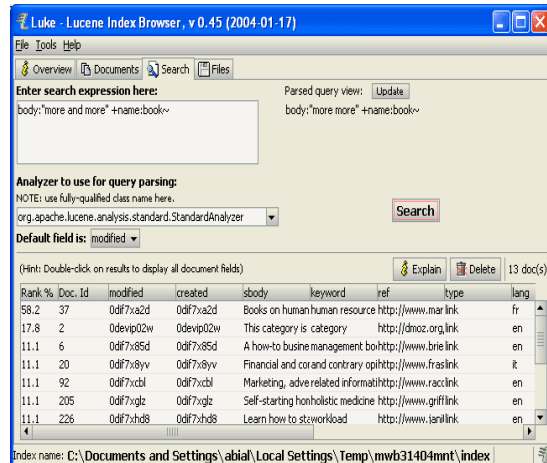 Luke - Lucene Index Browser, v 0.45 (2004-01-17)
File Tools Help
Overview Documents Search Files
Enter search expression here: Parsed query view: Update
body:"more and more" +name:book~ body:"more more" +name:book~
Analyzer to use for query parsing:
NOTE: use fully-qualified class name here.
org.apache.lucene.analysis.standard.StandardAnalyzer Search
Default field is: modified
(Hint: Double-click on results to display all document fields) Explain Delete 13 doc(s)
Rank % Doc. Id modified created sbody keyword ref type lang
58.2 37 0dif7xa2d 0dif7xa2d Books on human human resource http://www.mar link fr
17.8 2 0devip02w 0devip02w This category is category http://dmoz.org, link en
11.1 6 0dif7x85d 0dif7x85d A how-to busine management bo http://www.brie link en
11.1 20 0dif7x8yv 0dif7x8yv Financial and cor and contrary opi http://www.fras link it
11.1 92 0dif7xcbl 0dif7xcbl Marketing, adve related informati http://www.racc link en
11.1 205 0dif7xglz 0dif7xglz Self-starting hon holistic medicine http://www.griff link en
11.1 226 0dif7xhd8 0dif7xhd8 Learn how to sta workload http://www.janil link en
Index name: C:\Documents and Settings\abial\Local Settings\Temp\mwb31404mnt\index